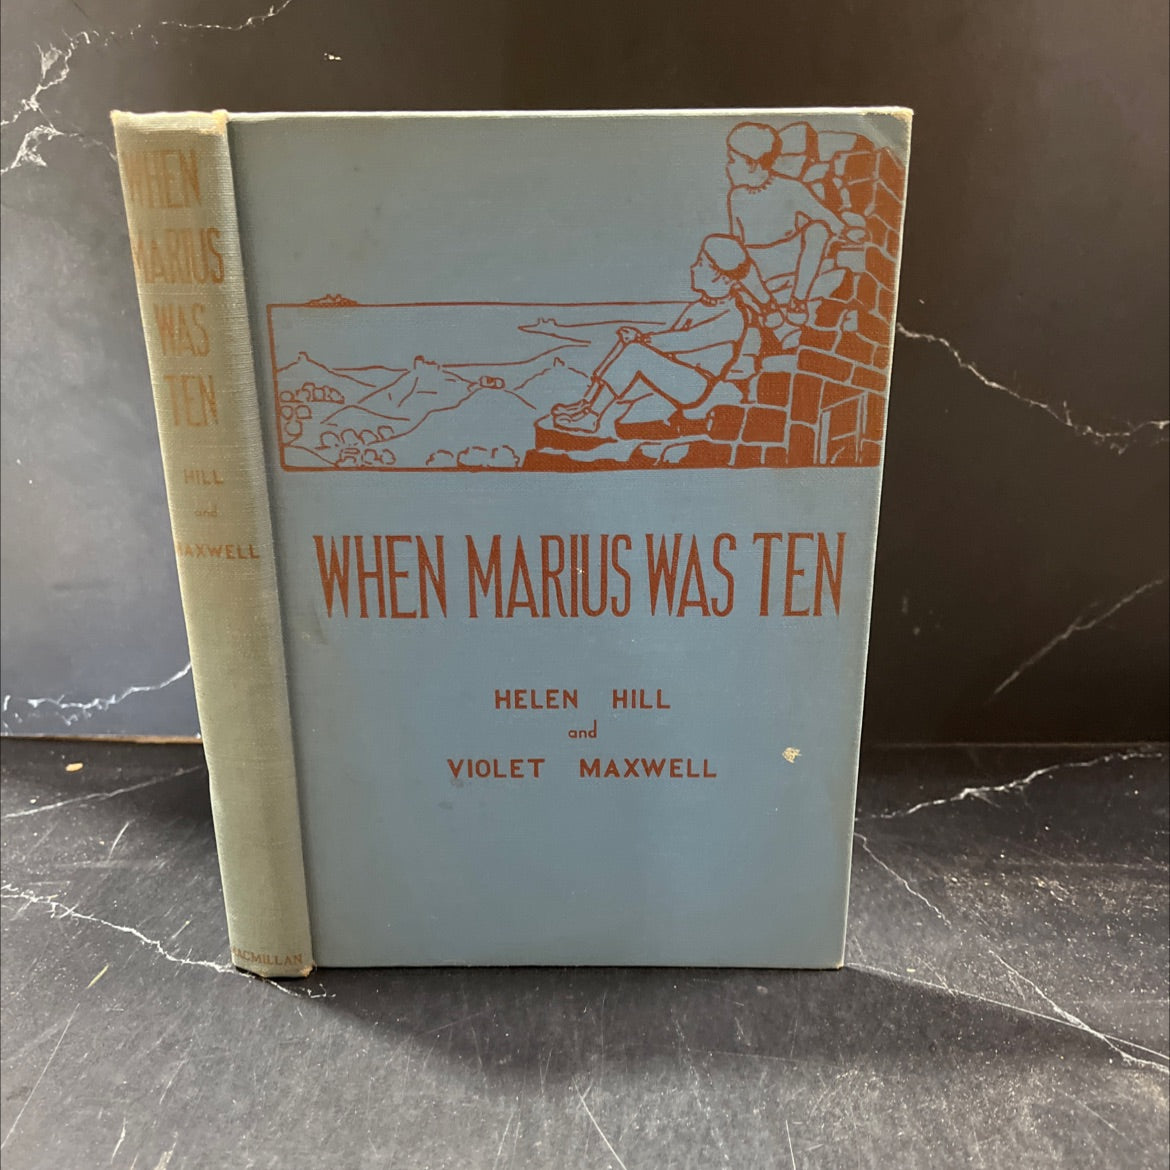 WHEN
MARIUS
WAS
TEN
HILL
and
MAXWELL
MACMILLAN
WHEN MARIUS WAS TEN
HELEN HILL
and
VIOLET MAXWELL